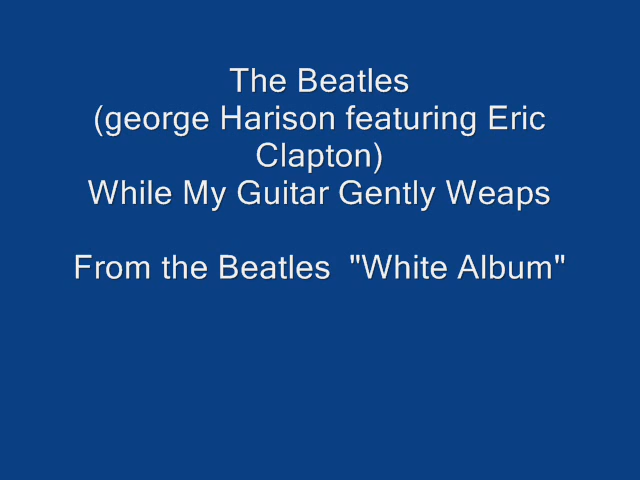 The Beatles
(george Harison featuring Eric
Clapton)
While My Guitar Gently Weaps
From the Beatles  "White Album"